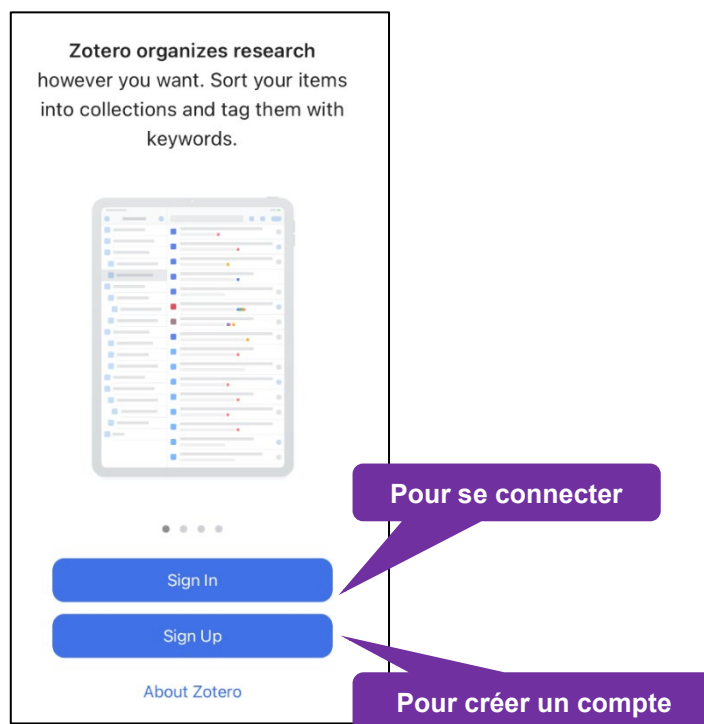 Zotero organizes research
however you want. Sort your items
into collections and tag them with
keywords.
Pour se connecter
Sign In
Sign Up
About Zotero
Pour créer un compte